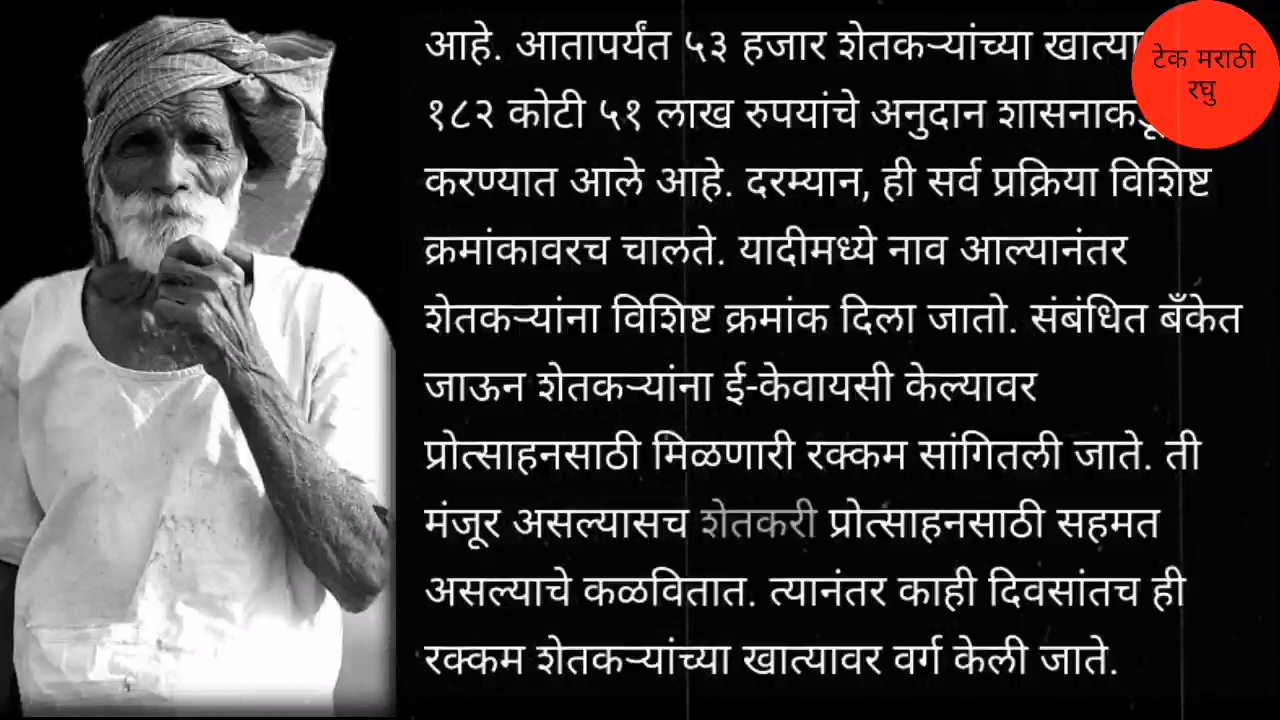 आहे. आतापर्यंत ५३ हजार शेतकऱ्यांच्या
१८२ कोटी ५१ लाख रुपयांचे अनुदान
करण्यात आले आहे. दरम्यान, ही सर्व प्रक्रिया विशिष्ट
क्रमांकावरच चालते. यादीमध्ये नाव आल्यानंतर
शेतकऱ्यांना विशिष्ट क्रमांक दिला जातो. संबंधित बँकेत
जाऊन शेतकऱ्यांना ई-केवायसी केल्यावर
प्रोत्साहनसाठी मिळणारी रक्कम सांगितली जाते. ती
मंजूर असल्यासच शेतकरी प्रोत्साहनसाठी सहमत
असल्याचे कळवितात. त्यानंतर काही दिवसांतच ही
रक्कम शेतकऱ्यांच्या खात्यावर वर्ग केली जाते.
टेक मराठी
रघु